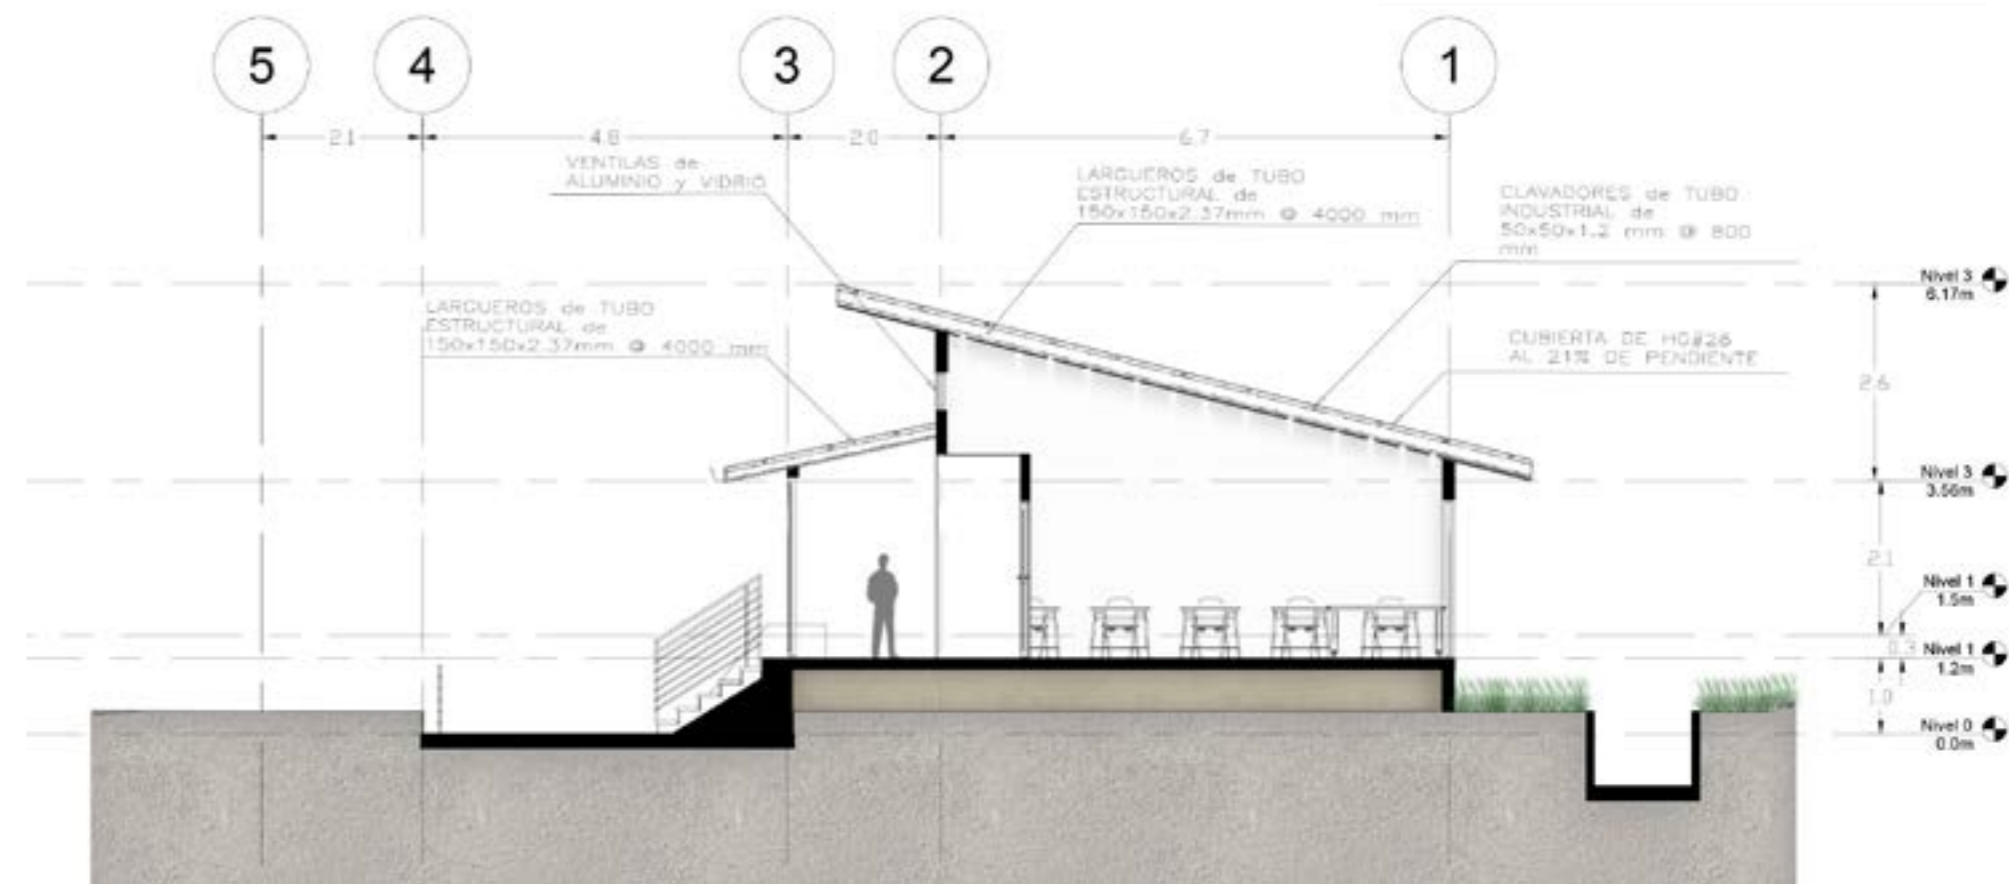 5 4 3 2 1
2.1 4.8 2.0 6.7
VENTILAS de
ALUMINIO y VIDRIO
LARGUEROS de TUBO
ESTRUCTURAL de
150x150x2.37mm @ 4000 mm
CLAVADORES de TUBO
INDUSTRIAL de
50x50x1.2 mm @ 800
mm
Nivel 3
6.17m
LARGUEROS de TUBO
ESTRUCTURAL de
150x150x2.37mm @ 4000 mm
CUBIERTA DE HG#26
AL 21% DE PENDIENTE
2.6
Nivel 3
3.56m
2.1
Nivel 1
1.5m
0.3
Nivel 1
1.2m
1.0
Nivel 0
0.0m